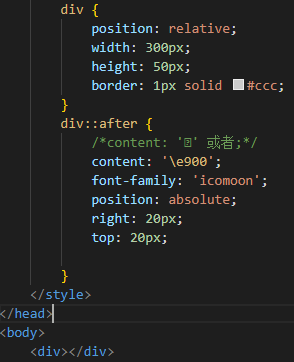 div {
position: relative;
width: 300px;
height: 50px;
border: 1px solid #ccc;
}
div::after {
/*content: '' 或者;*/
content: '\e900';
font-family: 'icomoon';
position: absolute;
right: 20px;
top: 20px;
}
</style>
</head>
<body>
<div></div>